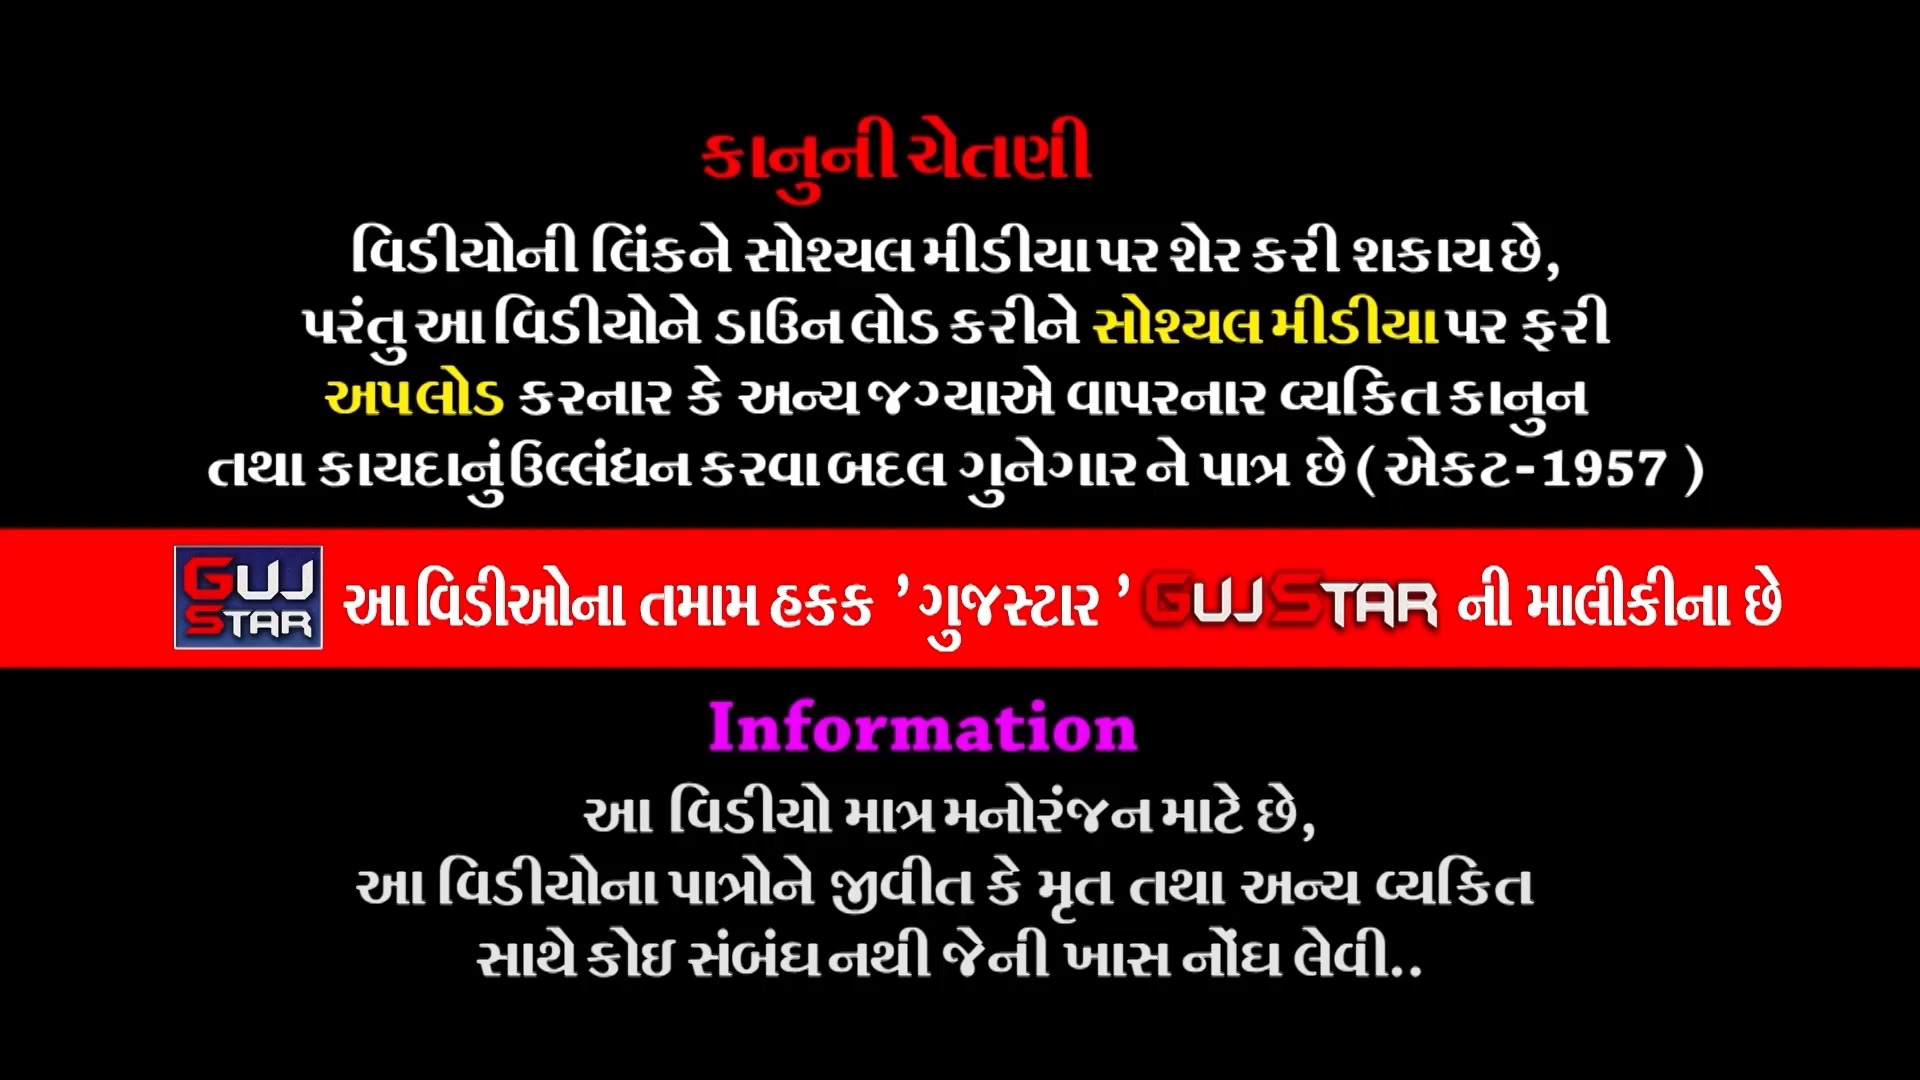 કાનુની ચેતણી
વિડીયોની લિંકને સોશ્યલ મીડીયા પર શેર કરી શકાય છે,
પરંતુ આ વિડીયોને ડાઉન લોડ કરીને સોશ્યલ મીડીયા પર ફરી
અપલોડ કરનાર કે અન્ય જગ્યાએ વાપરનાર વ્યકિત કાનુન
તથા કાયદાનું ઉલ્લંધ્યન કરવા બદલ ગુનેગાર ને પાત્ર છે ( એકટ-1957 )
GUJ STAR આ વિડીઓના તમામ હકક ’ ગુજસ્ટાર ’ GUJ STAR ની માલીકીના છે
Information
આ વિડીયો માત્ર મનોરંજન માટે છે,
આ વિડીયોના પાત્રોને જીવીત કે મૃત તથા અન્ય વ્યકિત
સાથે કોઇ સંબંઘ નથી જેની ખાસ નોંઘ લેવી..